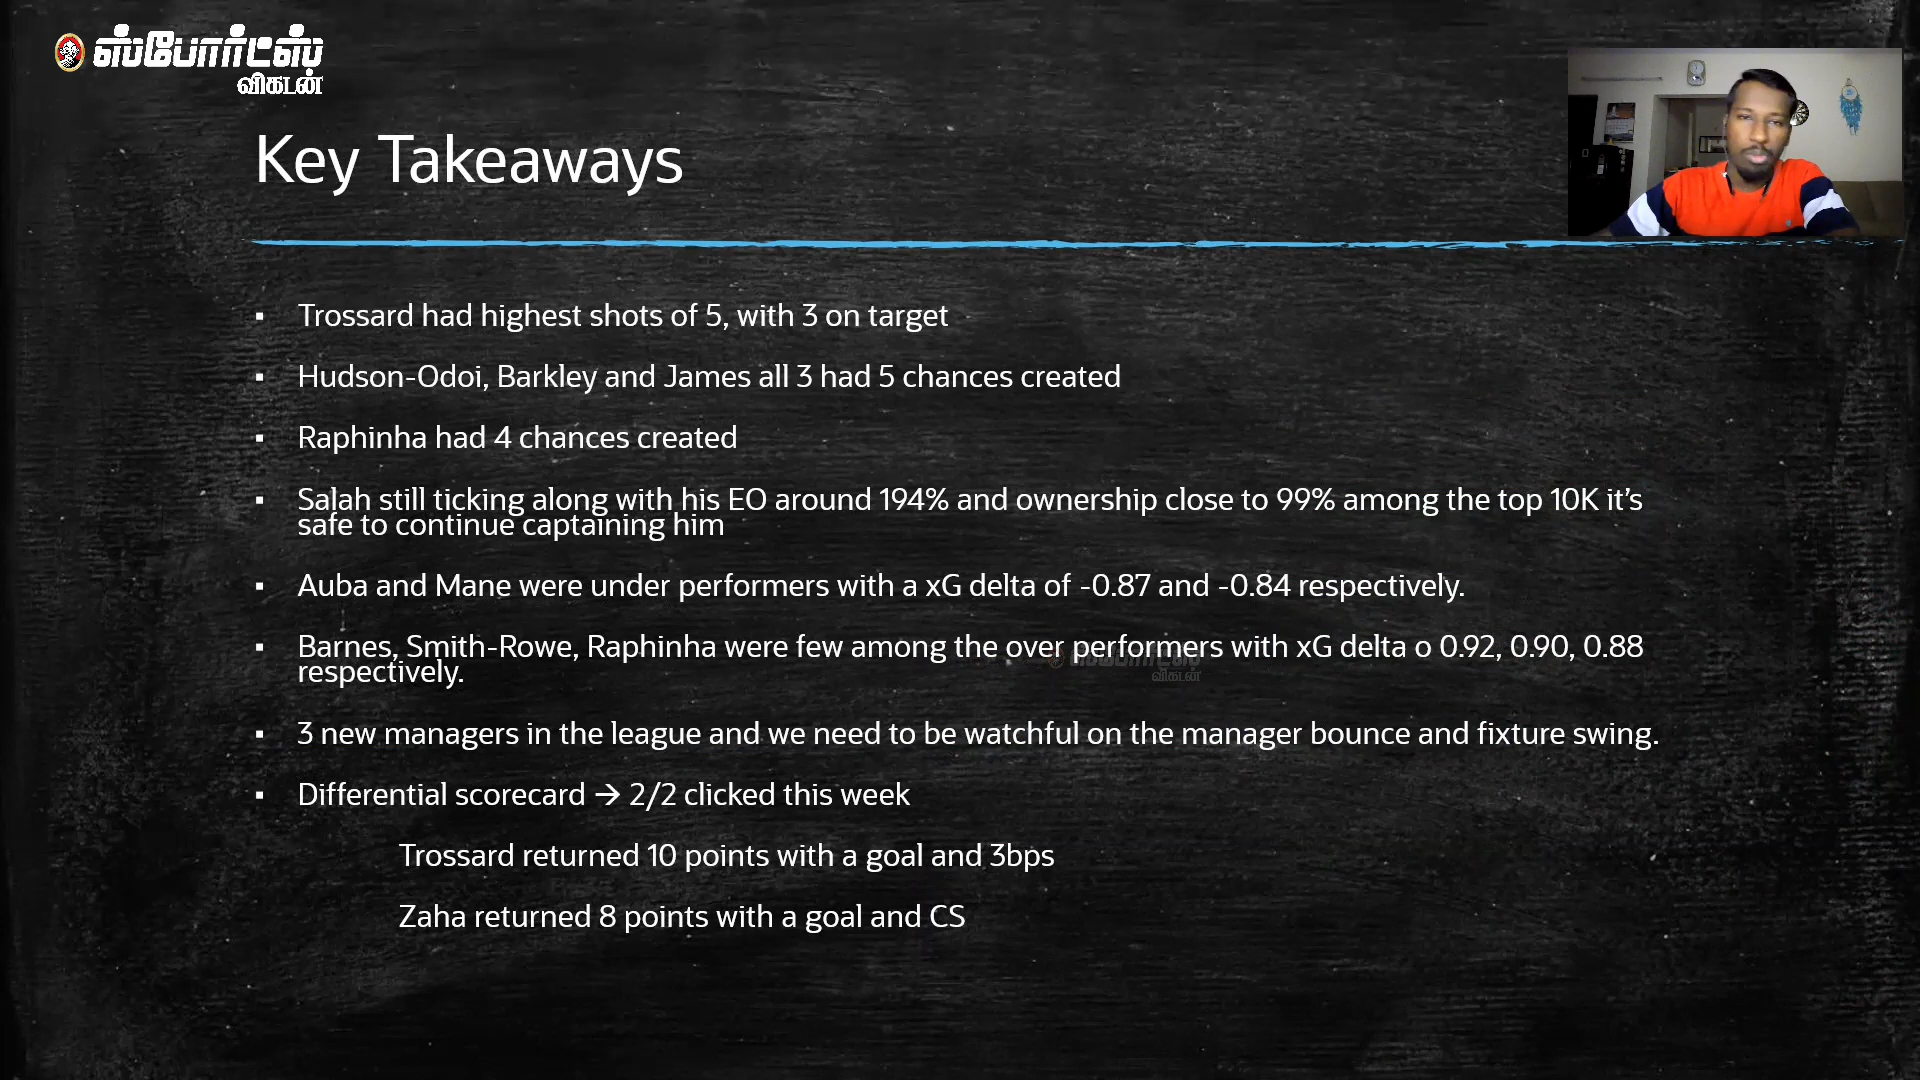 ஸ்போர்ட்ஸ்
விகடன்
Key Takeaways
▪ Trossard had highest shots of 5, with 3 on target
▪ Hudson-Odoi, Barkley and James all 3 had 5 chances created
▪ Raphinha had 4 chances created
▪ Salah still ticking along with his EO around 194% and ownership close to 99% among the top 10K it’s
safe to continue captaining him
▪ Auba and Mane were under performers with a xG delta of -0.87 and -0.84 respectively.
▪ Barnes, Smith-Rowe, Raphinha were few among the over performers with xG delta o 0.92, 0.90, 0.88
respectively.
ஸ்போர்ட்ஸ்
விகடன்
▪ 3 new managers in the league and we need to be watchful on the manager bounce and fixture swing.
▪ Differential scorecard → 2/2 clicked this week
Trossard returned 10 points with a goal and 3bps
Zaha returned 8 points with a goal and CS